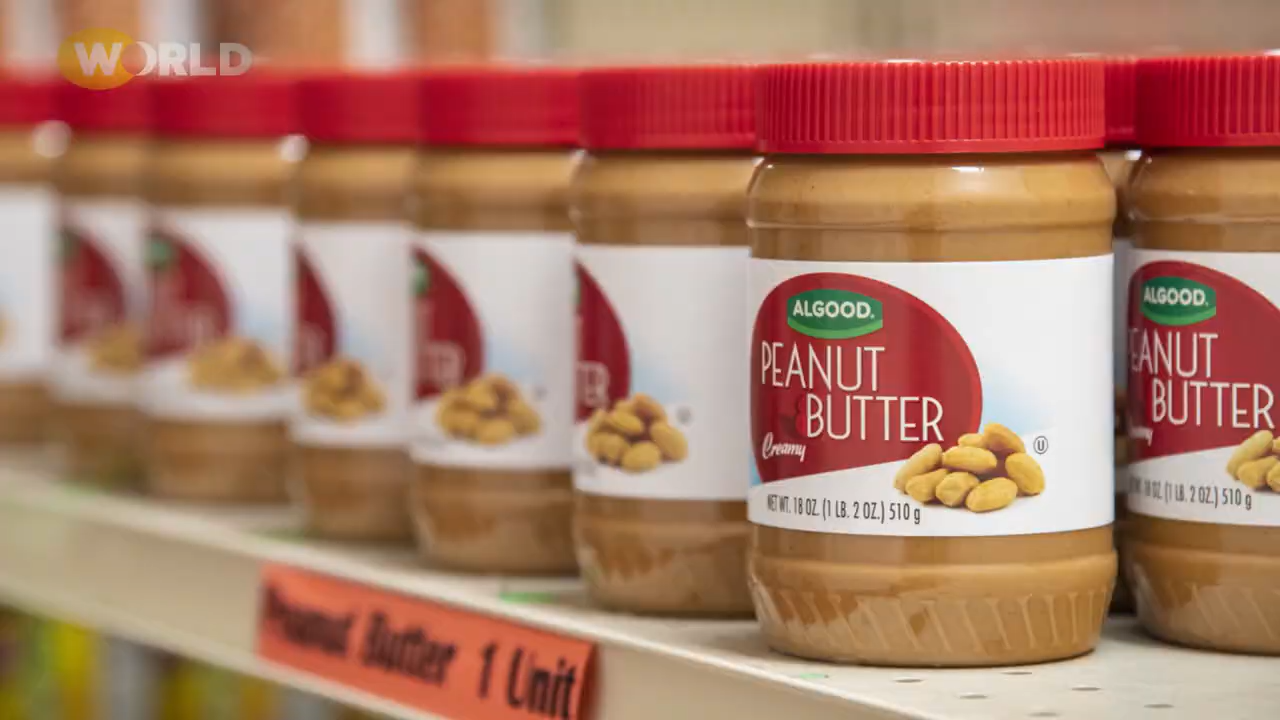 WORLD
ALGOOD®
PEANUT
BUTTER
Creamy
U
NET WT. 18 OZ. (1 LB. 2 OZ.) 510 g
ALGOOD®
EANUT
BUTTER
18 OZ. (1 LB. 2 OZ.) 510 g
Peanut Butter 1 Unit